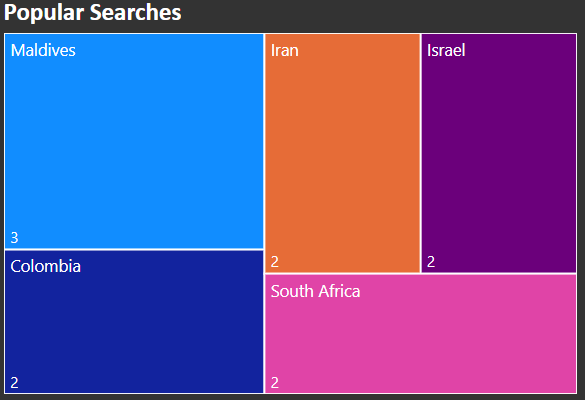 Popular Searches
Maldives
3
Colombia
2
Iran
2
Israel
2
South Africa
2